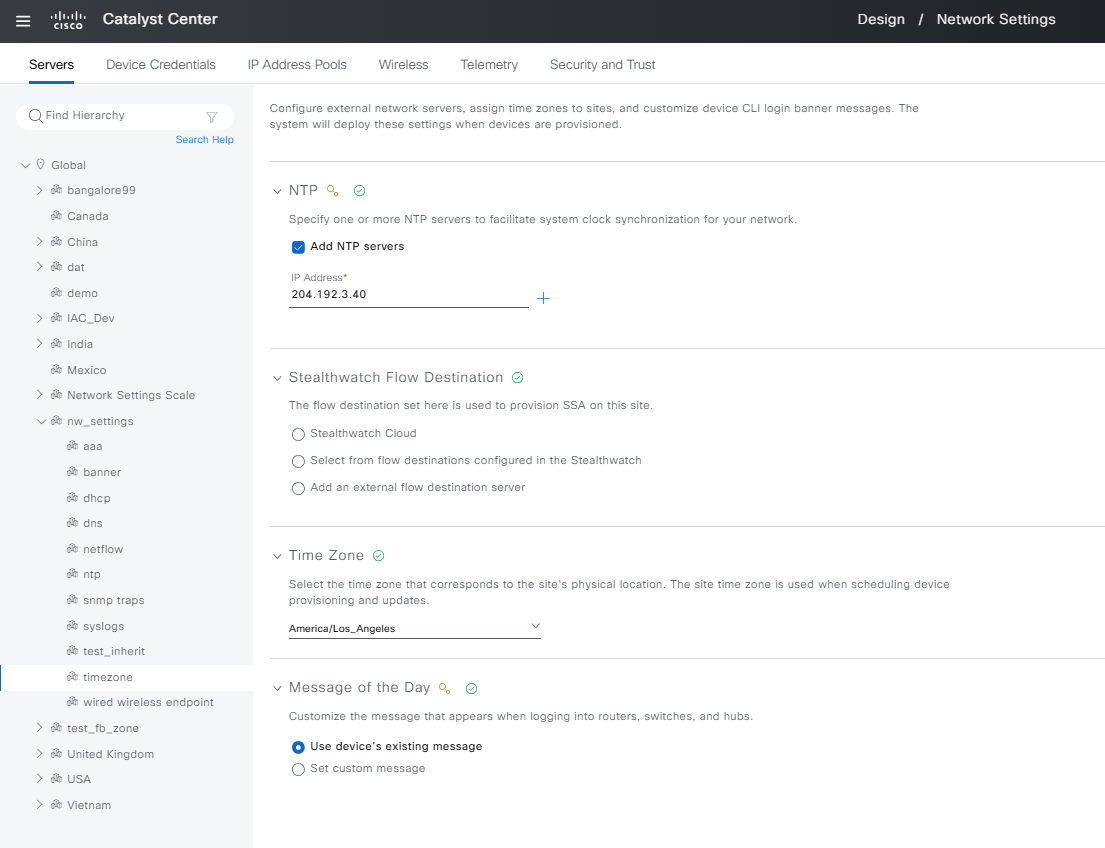 cisco
Catalyst Center
Design / Network Settings
Servers
Device Credentials
IP Address Pools
Wireless
Telemetry
Security and Trust
Find Hierarchy
Search Help
Global
bangalore99
Canada
China
dat
demo
IAC_Dev
India
Mexico
Network Settings Scale
nw_settings
aaa
banner
dhcp
dns
netflow
ntp
snmp traps
syslogs
test_inherit
timezone
wired wireless endpoint
test_fb_zone
United Kingdom
USA
Vietnam
Configure external network servers, assign time zones to sites, and customize device CLI login banner messages. The
system will deploy these settings when devices are provisioned.
NTP
Specify one or more NTP servers to facilitate system clock synchronization for your network.
Add NTP servers
IP Address*
204.192.3.40
Stealthwatch Flow Destination
The flow destination set here is used to provision SSA on this site.
Stealthwatch Cloud
Select from flow destinations configured in the Stealthwatch
Add an external flow destination server
Time Zone
Select the time zone that corresponds to the site's physical location. The site time zone is used when scheduling device
provisioning and updates.
America/Los_Angeles
Message of the Day
Customize the message that appears when logging into routers, switches, and hubs.
Use device's existing message
Set custom message